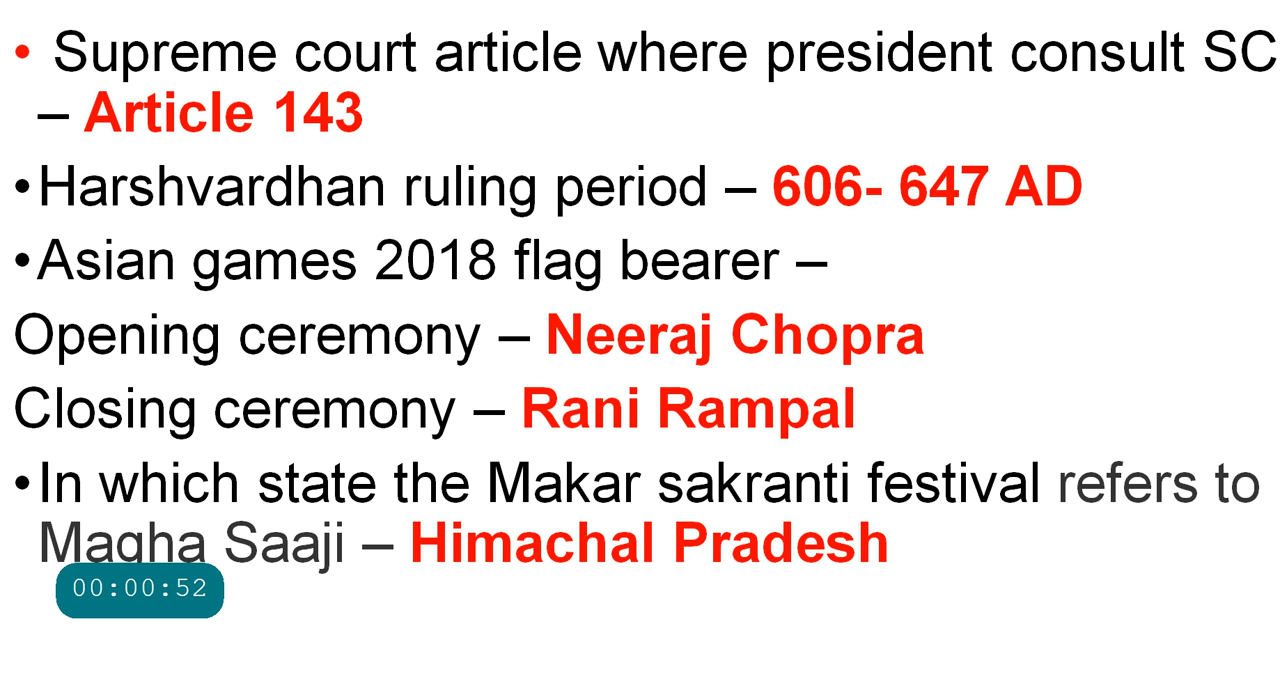 • Supreme court article where president consult SC
– Article 143
•Harshvardhan ruling period – 606- 647 AD
•Asian games 2018 flag bearer –
Opening ceremony – Neeraj Chopra
Closing ceremony – Rani Rampal
•In which state the Makar sakranti festival refers to
Magha Saaji – Himachal Pradesh
00:00:52